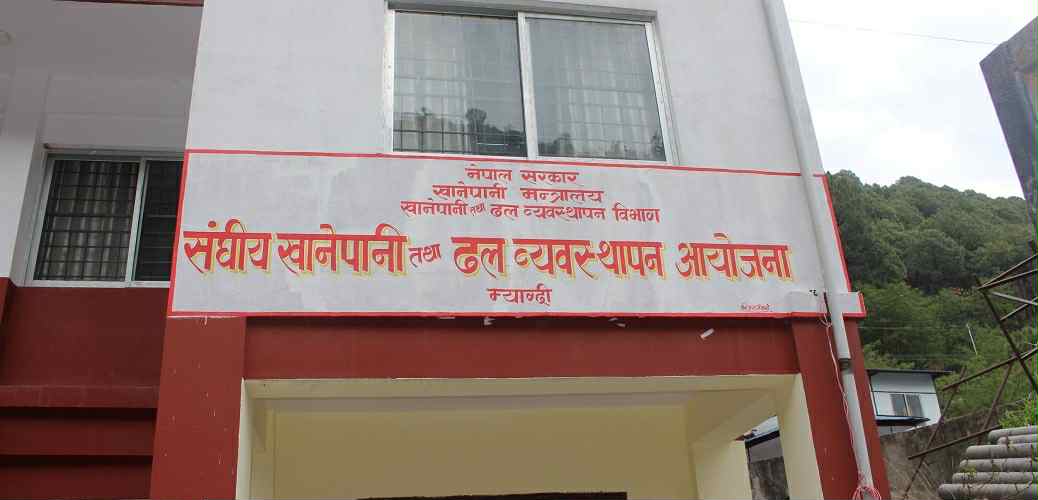 नेपाल सरकार
खानेपानी मन्त्रालय
खानेपानी तथा ढल व्यवस्थापन विभाग
संघीय खानेपानी तथा ढल व्यवस्थापन आयोजना
म्याग्दी